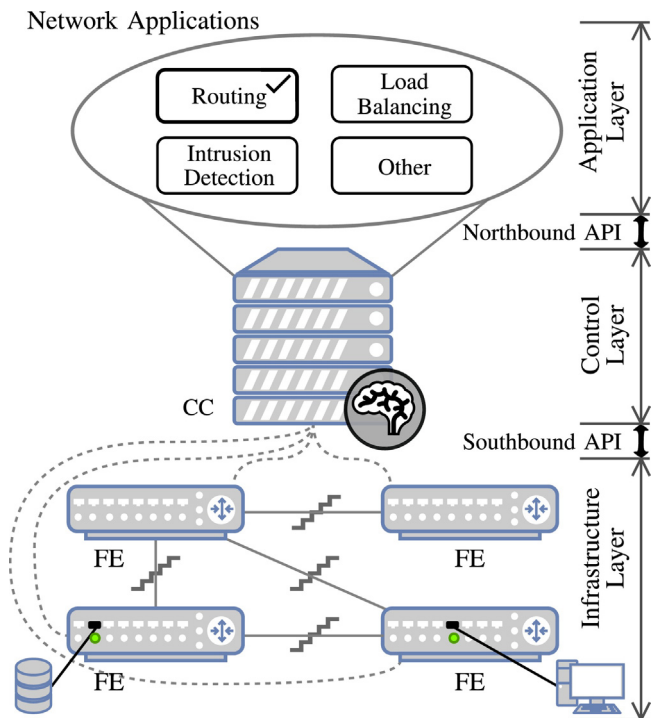 Network Applications
Routing
Load
Balancing
Intrusion
Detection
Other
Application
Layer
Northbound API
Control
Layer
CC
Southbound API
FE
FE
Infrastructure
Layer
FE
FE